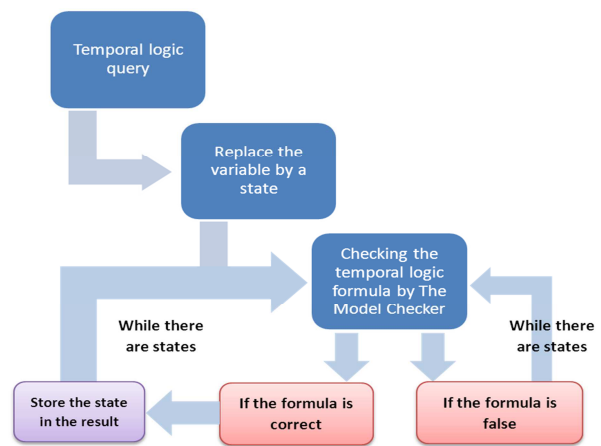 Temporal logic
query
Replace the
variable by a
state
Checking the
temporal logic
formula by The
Model Checker
While there
are states
While there
are states
Store the state
in the result
If the formula is
correct
If the formula is
false